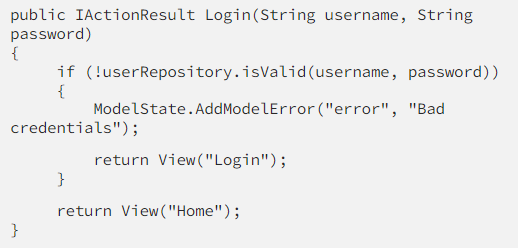 public IActionResult Login(String username, String
password)
{
if (!userRepository.isValid(username, password))
{
ModelState.AddModelError("error", "Bad
credentials");
return View("Login");
}
return View("Home");
}